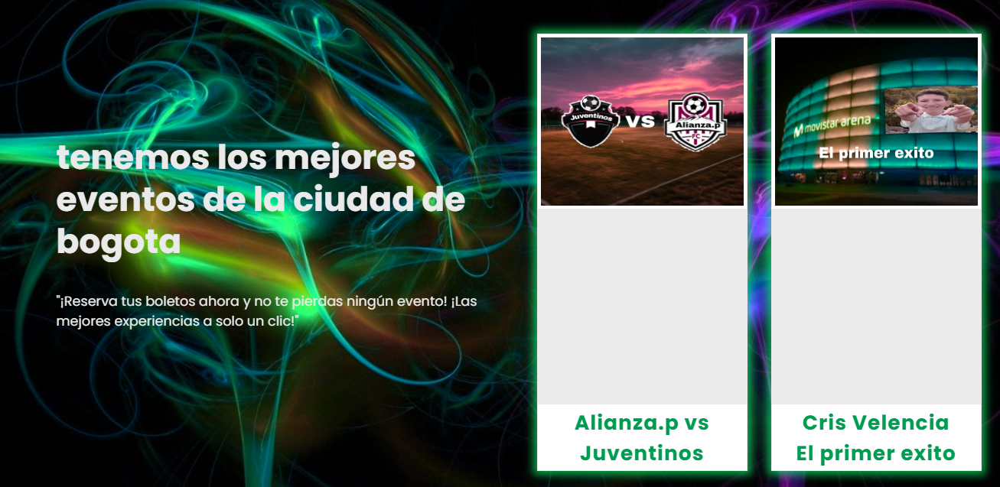 tenemos los mejores
eventos de la ciudad de
bogota
"¡Reserva tus boletos ahora y no te pierdas ningún evento! ¡Las
mejores experiencias a solo un clic!"
Juventinos
VS
Alianza.p
FC
Alianza.p vs
Juventinos
movistar arena
El primer exito
Cris Velencia
El primer exito